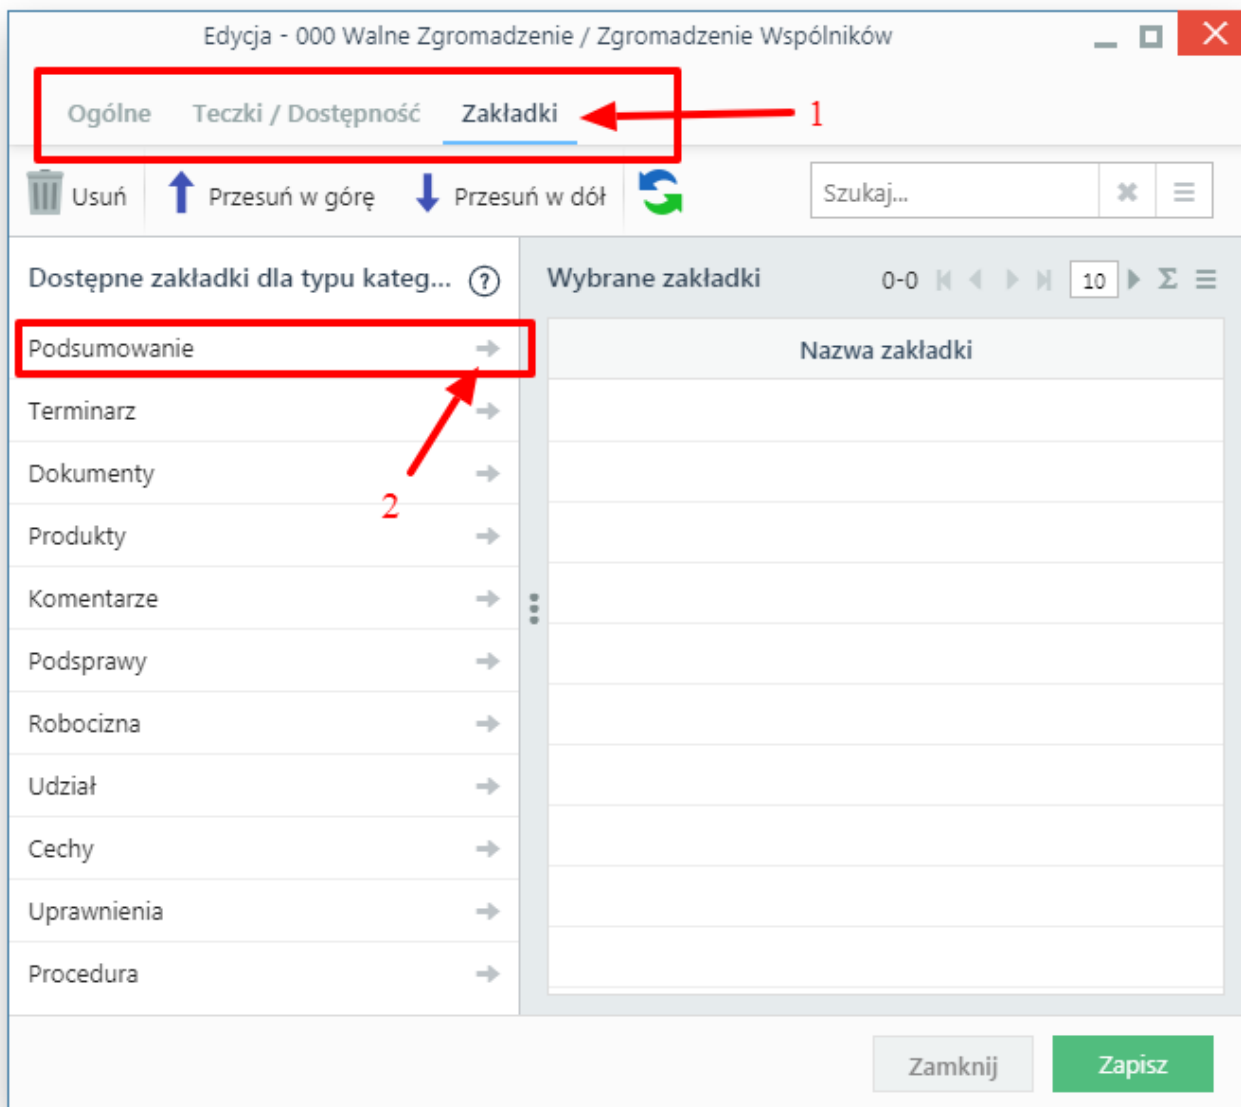 Edycja - 000 Walne Zgromadzenie / Zgromadzenie Wspólników
Ogólne Teczki / Dostępność Zakładki 1
Usuń Przesuń w górę Przesuń w dół Szukaj...
Dostępne zakładki dla typu kateg... ? Wybrane zakładki 0-0 10 Σ
Podsumowanie Nazwa zakładki
Terminarz
Dokumenty
2
Produkty
Komentarze
Podsprawy
Robocizna
Udział
Cechy
Uprawnienia
Procedura
Zamknij Zapisz